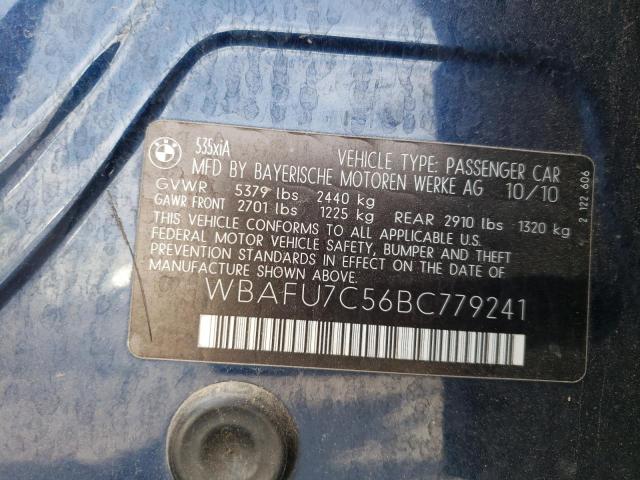 BMW
535xiA
VEHICLE TYPE: PASSENGER CAR
MFD BY BAYERISCHE MOTOREN WERKE AG 10/10
GVWR 5379 lbs 2440 kg
GAWR FRONT 2701 lbs 1225 kg REAR 2910 lbs 1320 kg
THIS VEHICLE CONFORMS TO ALL APPLICABLE U.S.
FEDERAL MOTOR VEHICLE SAFETY, BUMPER AND THEFT
PREVENTION STANDARDS IN EFFECT ON THE DATE OF
MANUFACTURE SHOWN ABOVE.
WBAFU7C56BC779241
2 122 606